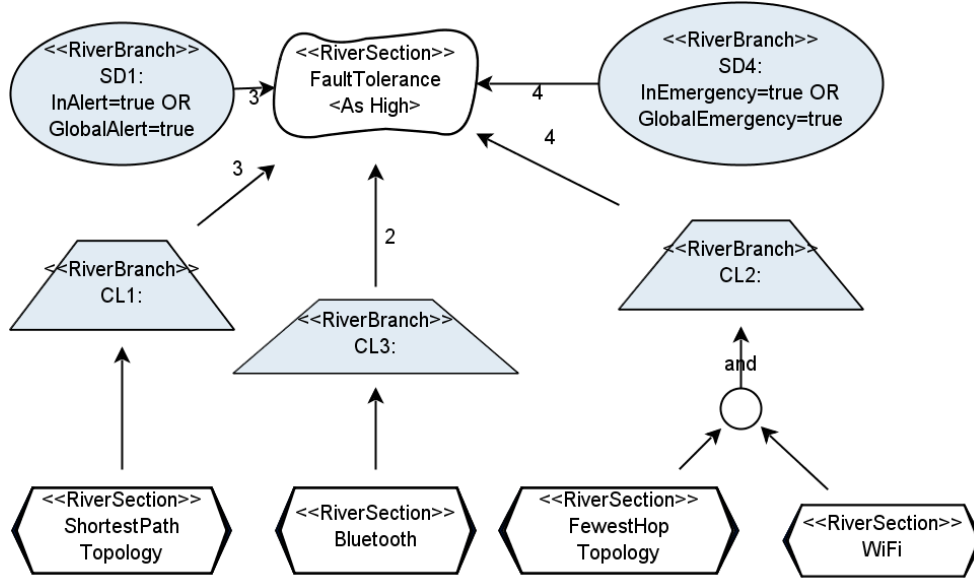 <<RiverBranch>>
SD1:
InAlert=true OR
GlobalAlert=true
3
<<RiverSection>>
FaultTolerance
<As High>
4
<<RiverBranch>>
SD4:
InEmergency=true OR
GlobalEmergency=true
3
2
4
<<RiverBranch>>
CL1:
<<RiverBranch>>
CL3:
<<RiverBranch>>
CL2:
and
<<RiverSection>>
ShortestPath
Topology
<<RiverSection>>
Bluetooth
<<RiverSection>>
FewestHop
Topology
<<RiverSection>>
WiFi